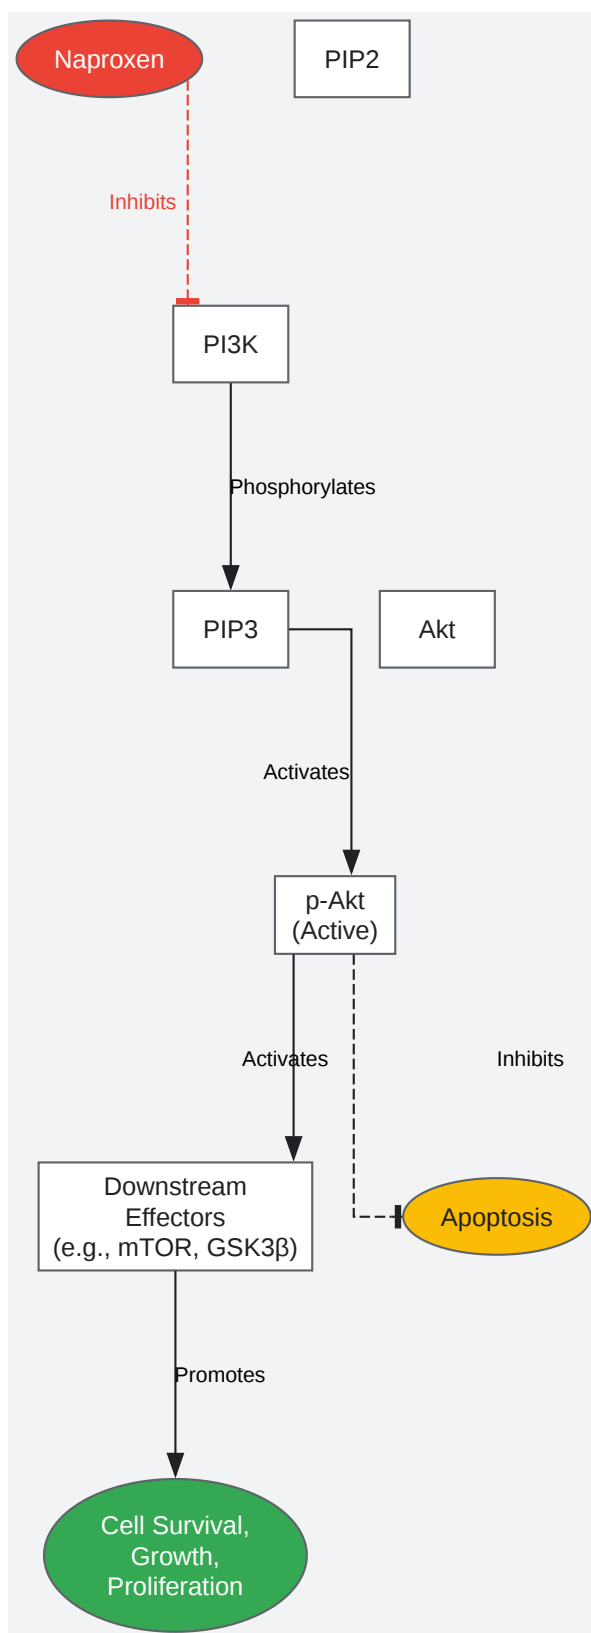 Naproxen
PIP2
Inhibits
PI3K
Phosphorylates
PIP3
Akt
Activates
p-Akt
(Active)
Activates
Inhibits
Downstream
Effectors
(e.g., mTOR, GSK3β)
Apoptosis
Promotes
Cell Survival,
Growth,
Proliferation